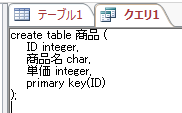 テーブル1 クエリ1
create table 商品 (
ID integer,
商品名 char,
単価 integer,
primary key(ID)
);